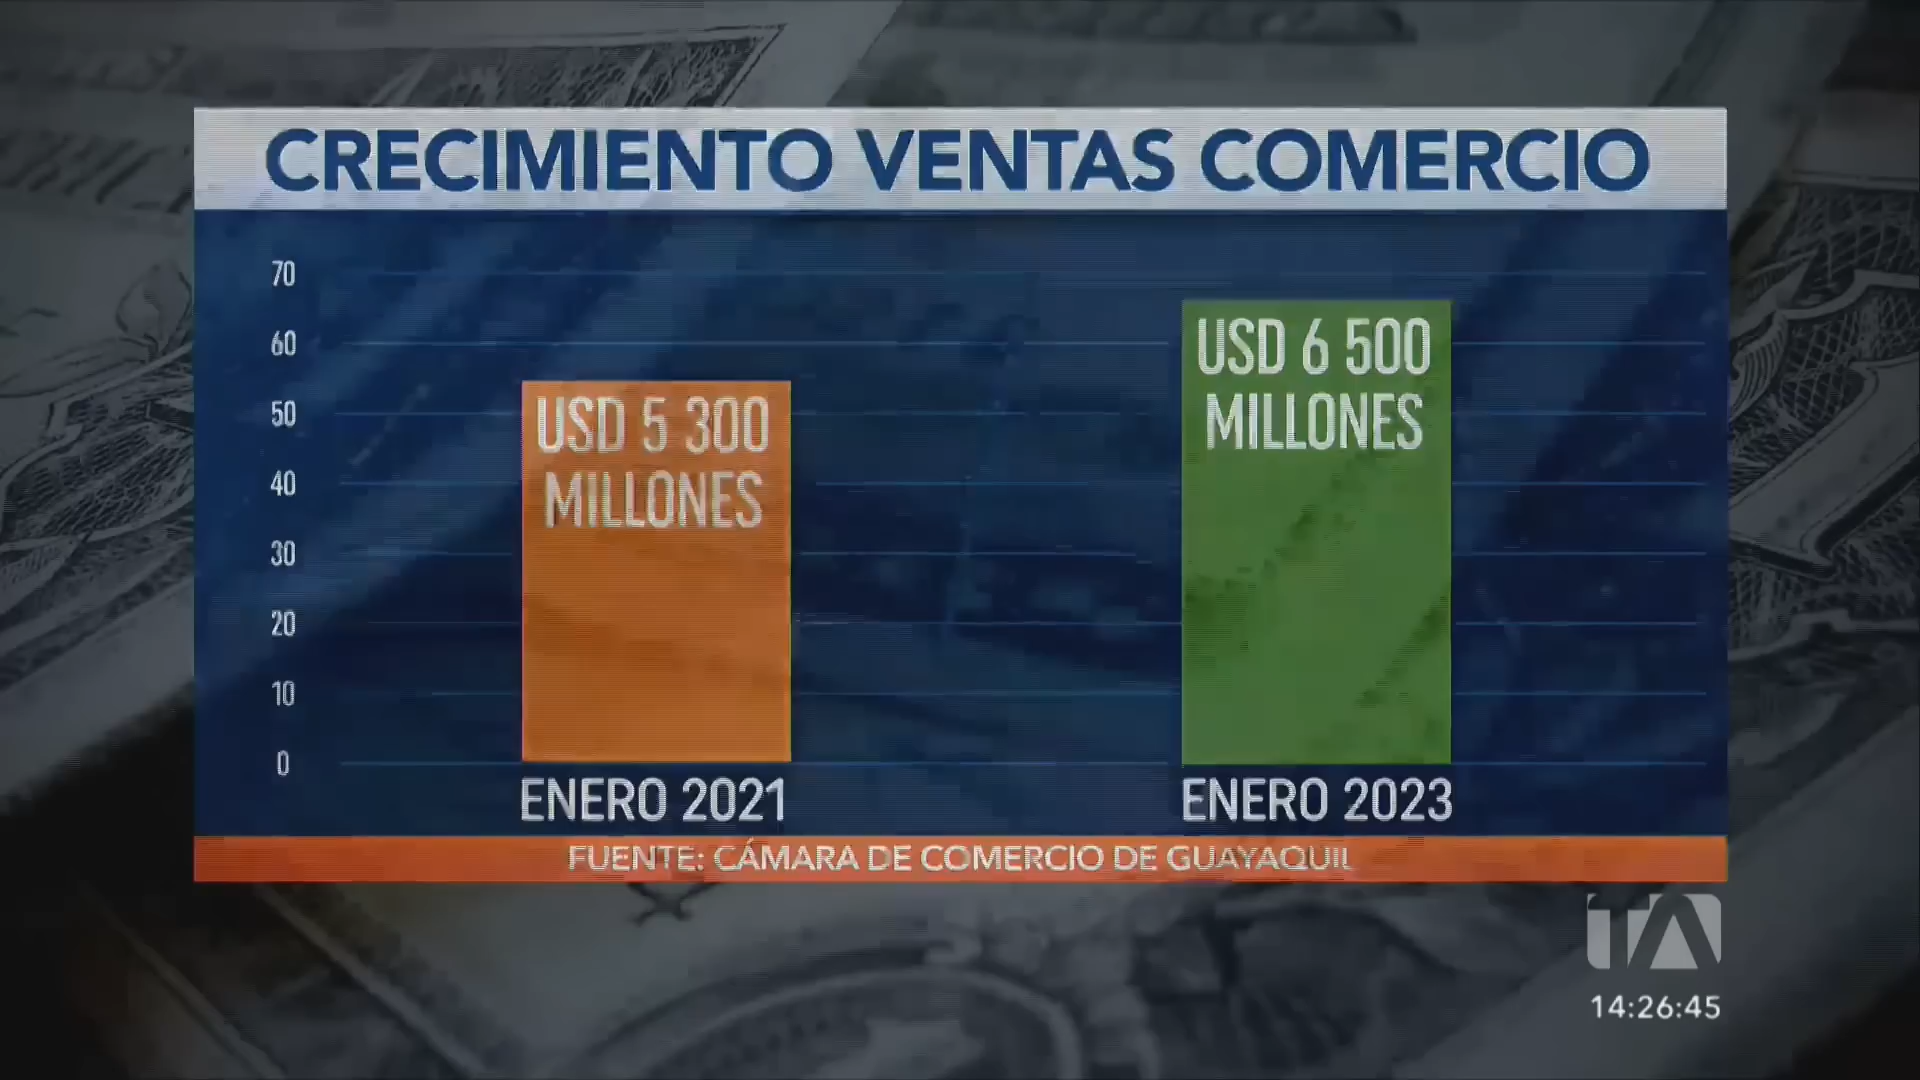 CRECIMIENTO VENTAS COMERCIO
70
60
50
40
30
20
10
0
USD 5 300
MILLONES
USD 6 500
MILLONES
ENERO 2021
ENERO 2023
FUENTE: CÁMARA DE COMERCIO DE GUAYAQUIL
TA
14:26:45